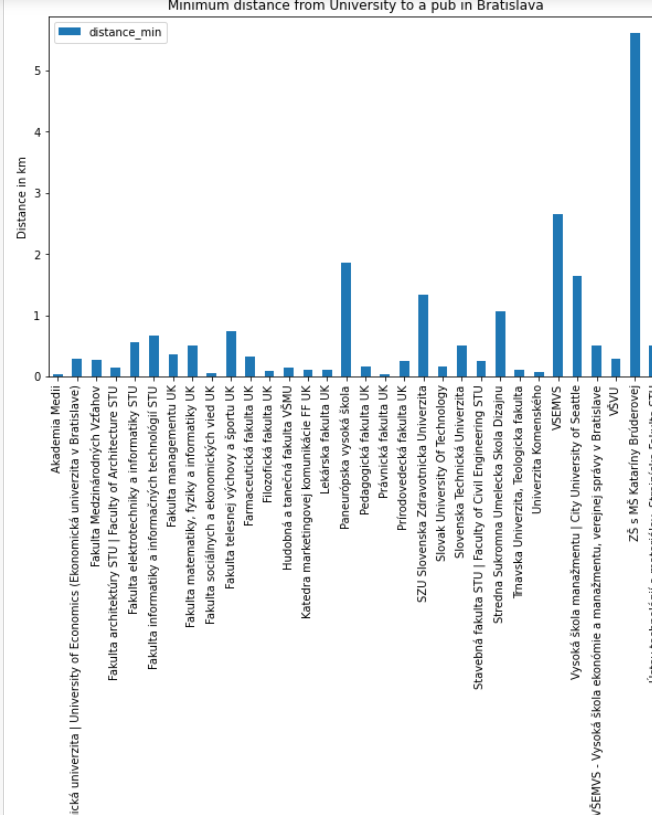 Minimum distance from University to a pub in Bratislava
distance_min
Distance in km
5
4
3
2
1
0
Akademia Medii
ická univerzita | University of Economics (Ekonomická univerzita v Bratislave)
Fakulta Medzinárodných Vzťahov
Fakulta architektúry STU | Faculty of Architecture STU
Fakulta elektrotechniky a informatiky STU
Fakulta informatiky a informačných technológií STU
Fakulta managementu UK
Fakulta matematiky, fyziky a informatiky UK
Fakulta sociálnych a ekonomických vied UK
Fakulta telesnej výchovy a športu UK
Farmaceutická fakulta UK
Filozofická fakulta UK
Hudobná a tanečná fakulta VŠMU
Katedra marketingovej komunikácie FF UK
Lekárska fakulta UK
Paneurópska vysoká škola
Pedagogická fakulta UK
Právnická fakulta UK
Prírodovedecká fakulta UK
SZU Slovenska Zdravotnicka Univerzita
Slovak University Of Technology
Slovenska Technická Univerzita
Stavebná fakulta STU | Faculty of Civil Engineering STU
Stredna Sukromna Umelecka Skola Dizajnu
Trnavska Univerzita, Teologicka fakulta
Univerzita Komenského
VSEMVS
Vysoká škola manažmentu | City University of Seattle
VŠEMVS - Vysoká škola ekonómie a manažmentu, verejnej správy v Bratislave
VŠVU
ZŠ s MŠ Kataríny Brúderovej